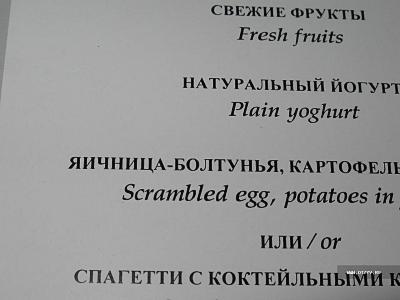 СВЕЖИЕ ФРУКТЫ
Fresh fruits
НАТУРАЛЬНЫЙ ЙОГУРТ
Plain yoghurt
ЯИЧНИЦА-БОЛТУНЬЯ, КАРТОФЕЛЬ
Scrambled egg, potatoes in
ИЛИ / or
СПАГЕТТИ С КОКТЕЙЛЬНЫМИ К